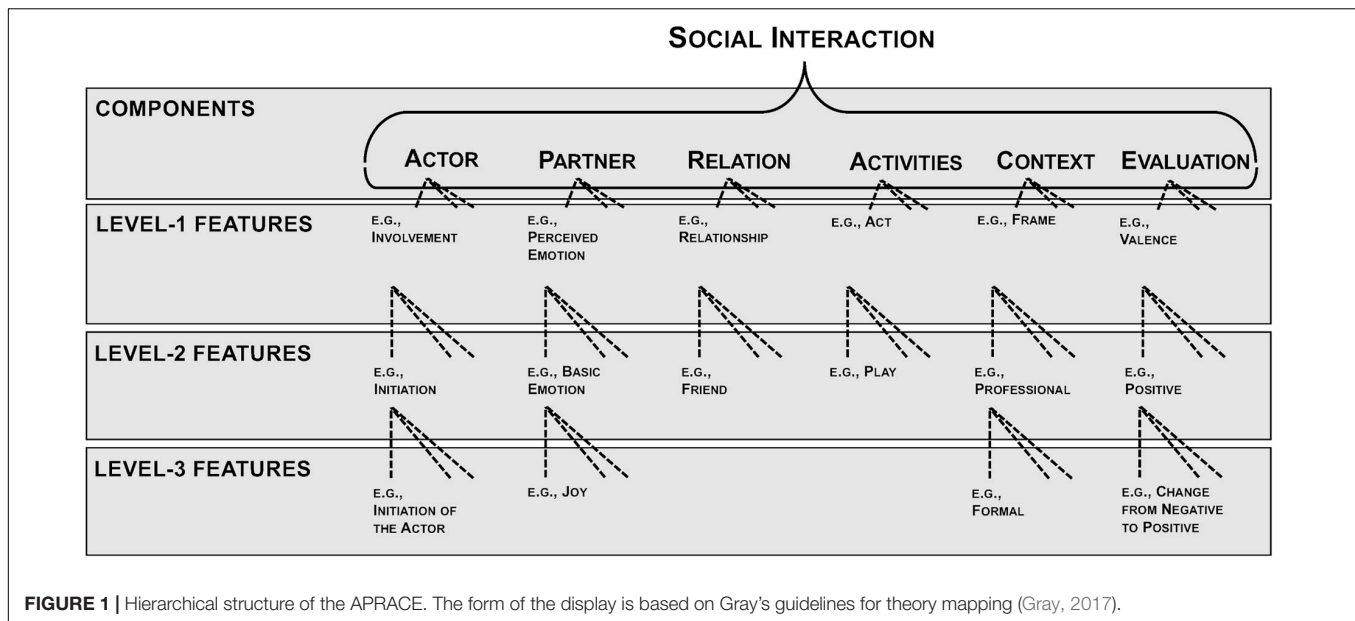 SOCIAL INTERACTION
COMPONENTS
ACTOR PARTNER RELATION ACTIVITIES CONTEXT EVALUATION
LEVEL-1 FEATURES
E.G.,
INVOLVEMENT
E.G.,
PERCEIVED
EMOTION
E.G.,
RELATIONSHIP
E.G., ACT
E.G., FRAME
E.G.,
VALENCE
LEVEL-2 FEATURES
E.G.,
INITIATION
E.G., BASIC
EMOTION
E.G.,
FRIEND
E.G., PLAY
E.G.,
PROFESSIONAL
E.G.,
POSITIVE
LEVEL-3 FEATURES
E.G.,
INITIATION OF
THE ACTOR
E.G., JOY
E.G.,
FORMAL
E.G., CHANGE
FROM NEGATIVE
TO POSITIVE
FIGURE 1 | Hierarchical structure of the APRACE. The form of the display is based on Gray's guidelines for theory mapping (Gray, 2017).